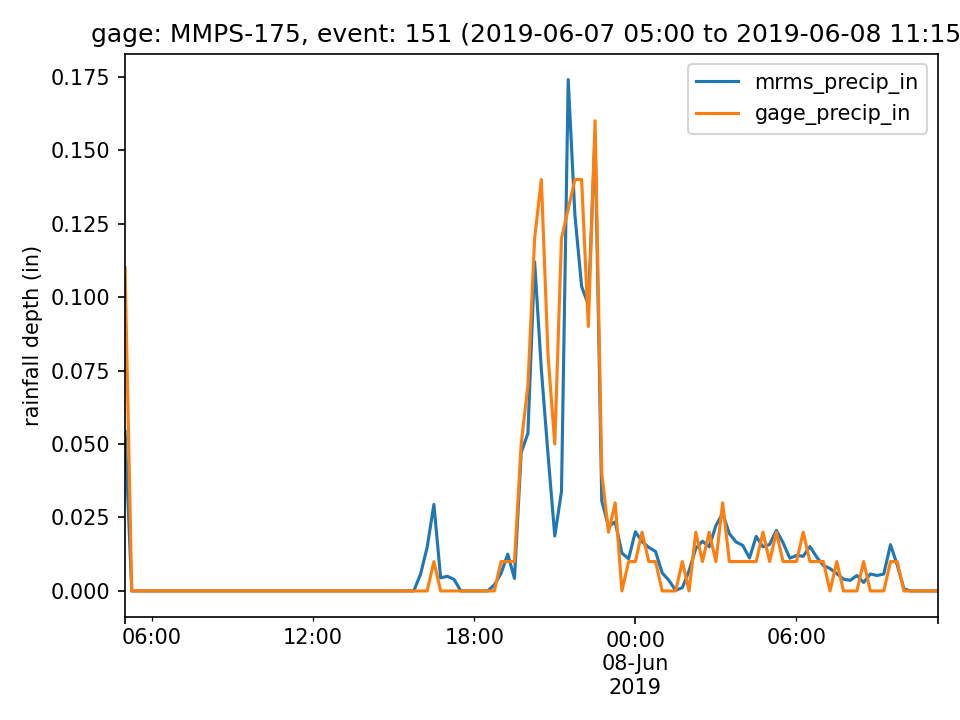 gage: MMPS-175, event: 151 (2019-06-07 05:00 to 2019-06-08 11:15
mrms_precip_in
gage_precip_in
rainfall depth (in)
0.175
0.150
0.125
0.100
0.075
0.050
0.025
0.000
06:00 12:00 18:00 00:00 06:00
08-Jun
2019